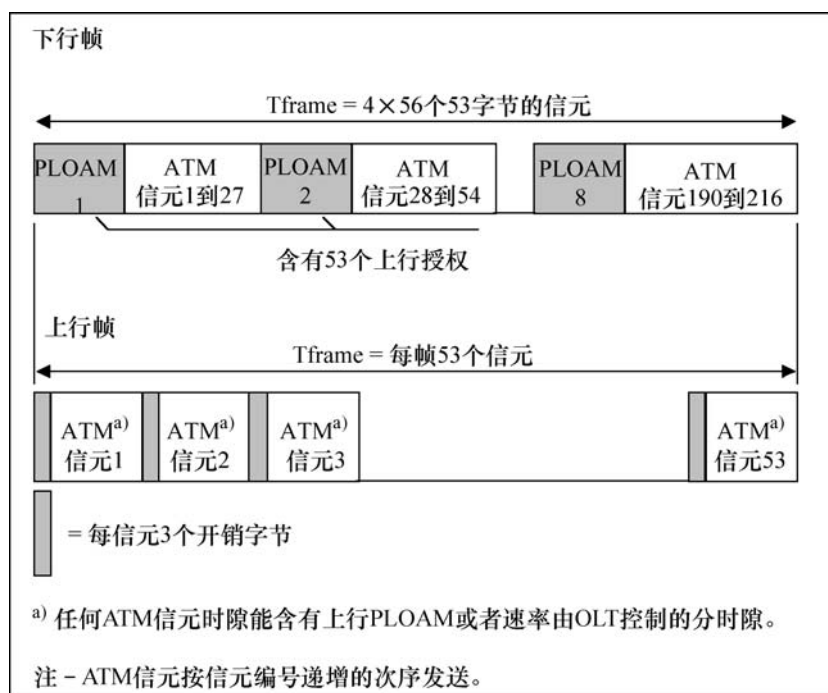 下行帧
Tframe = 4×56个53字节的信元
PLOAM
1
ATM
信元1到27
PLOAM
2
ATM
信元28到54
PLOAM
8
ATM
信元190到216
含有53个上行授权
上行帧
Tframe = 每帧53个信元
ATMa)
信元1
ATMa)
信元2
ATMa)
信元3
ATMa)
信元53
= 每信元3个开销字节
a) 任何ATM信元时隙能含有上行PLOAM或者速率由OLT控制的分时隙。
注 – ATM信元按信元编号递增的次序发送。